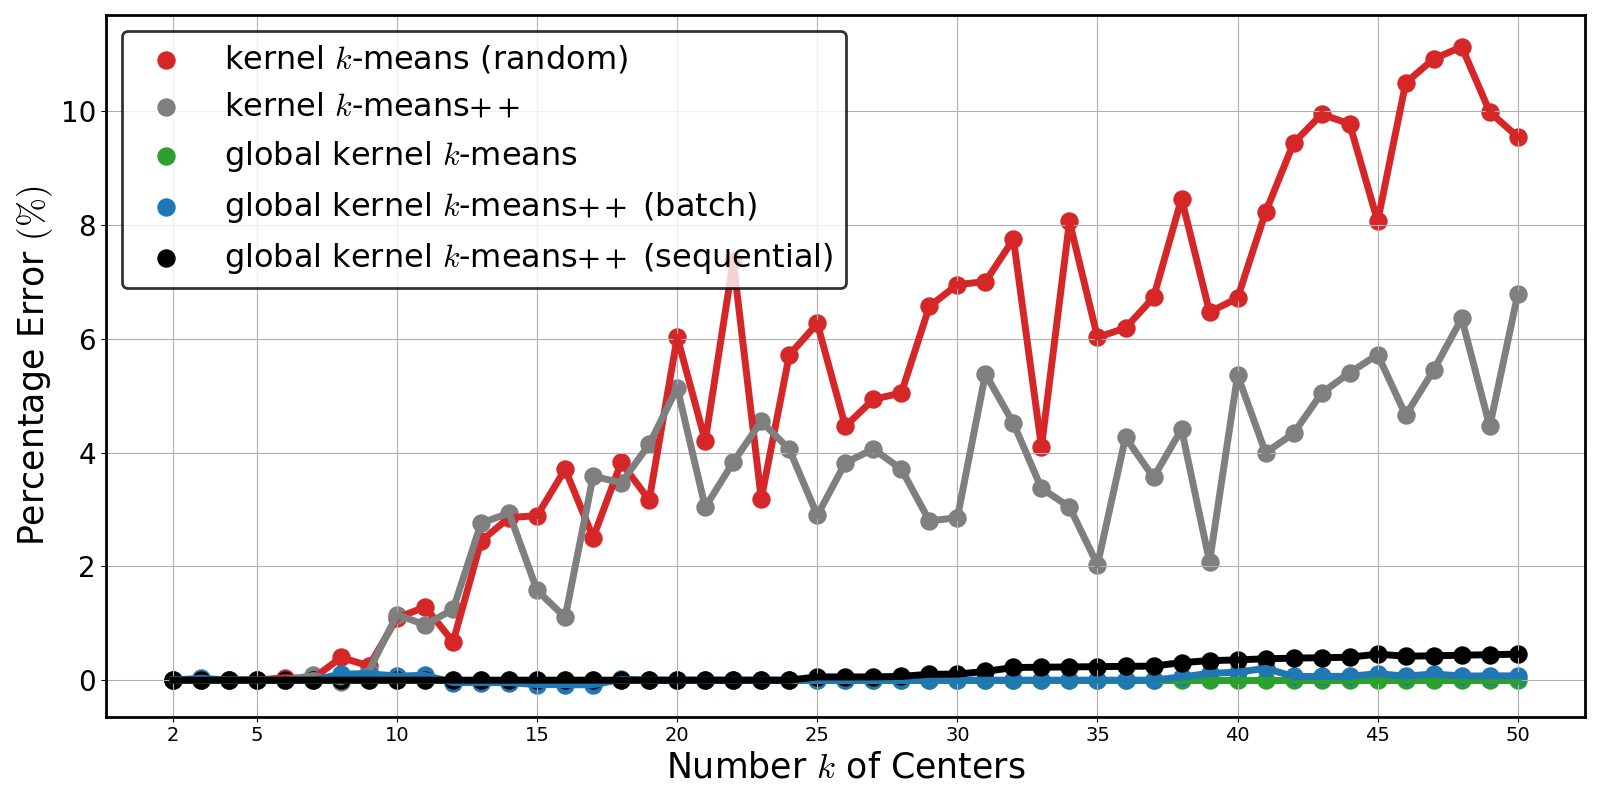 kernel k-means (random)
kernel k-means++
global kernel k-means
global kernel k-means++ (batch)
global kernel k-means++ (sequential)
Percentage Error (%)
10
8
6
4
2
0
2 5 10 15 20 25 30 35 40 45 50
Number k of Centers